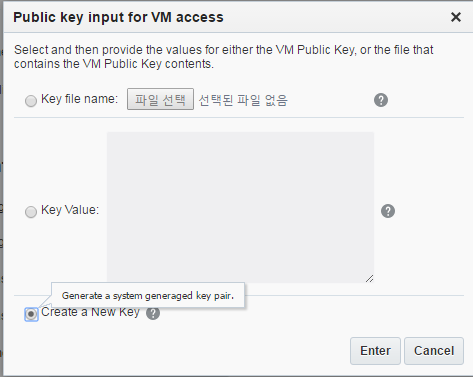 Public key input for VM access
Select and then provide the values for either the VM Public Key, or the file that
contains the VM Public Key contents.
Key file name: 파일 선택 선택된 파일 없음
Key Value:
Generate a system generaged key pair.
Create a New Key
Enter Cancel